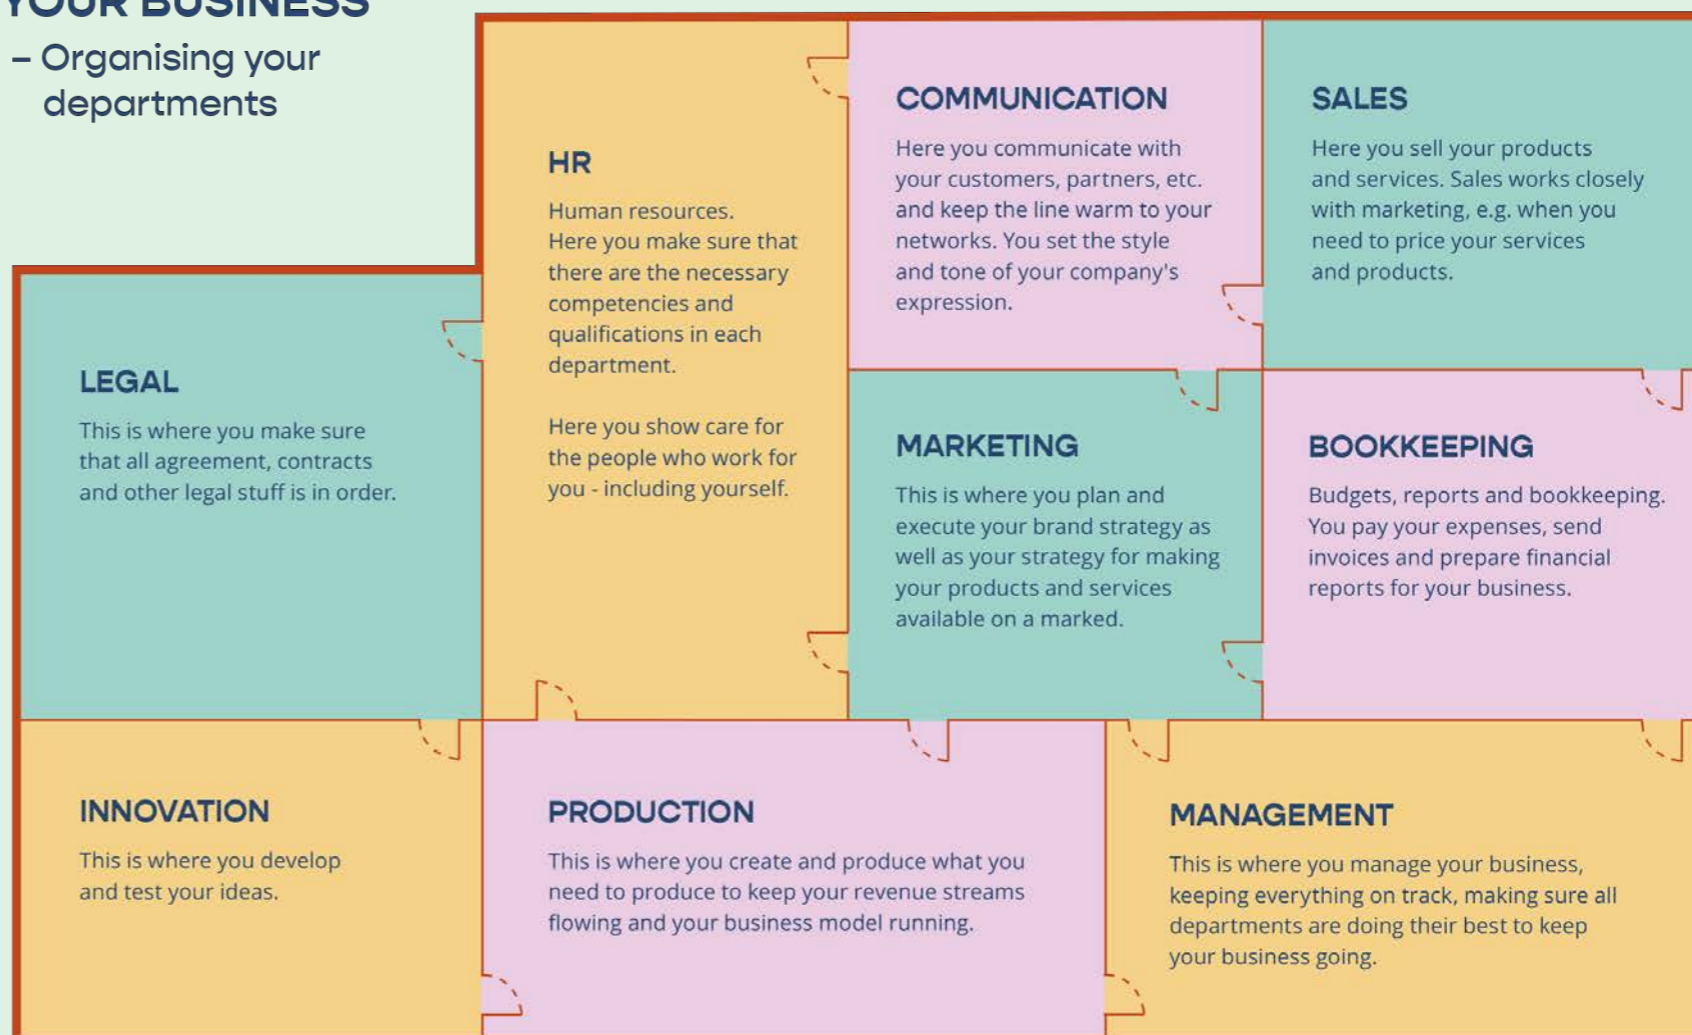 YOUR BUSINESS
– Organising your
departments
HR
Human resources.
Here you make sure that
there are the necessary
competencies and
qualifications in each
department.
Here you show care for
the people who work for
you - including yourself.
COMMUNICATION
Here you communicate with
your customers, partners, etc.
and keep the line warm to your
networks. You set the style
and tone of your company's
expression.
SALES
Here you sell your products
and services. Sales works closely
with marketing, e.g. when you
need to price your services
and products.
LEGAL
This is where you make sure
that all agreement, contracts
and other legal stuff is in order.
MARKETING
This is where you plan and
execute your brand strategy as
well as your strategy for making
your products and services
available on a marked.
BOOKKEEPING
Budgets, reports and bookkeeping.
You pay your expenses, send
invoices and prepare financial
reports for your business.
INNOVATION
This is where you develop
and test your ideas.
PRODUCTION
This is where you create and produce what you
need to produce to keep your revenue streams
flowing and your business model running.
MANAGEMENT
This is where you manage your business,
keeping everything on track, making sure all
departments are doing their best to keep
your business going.